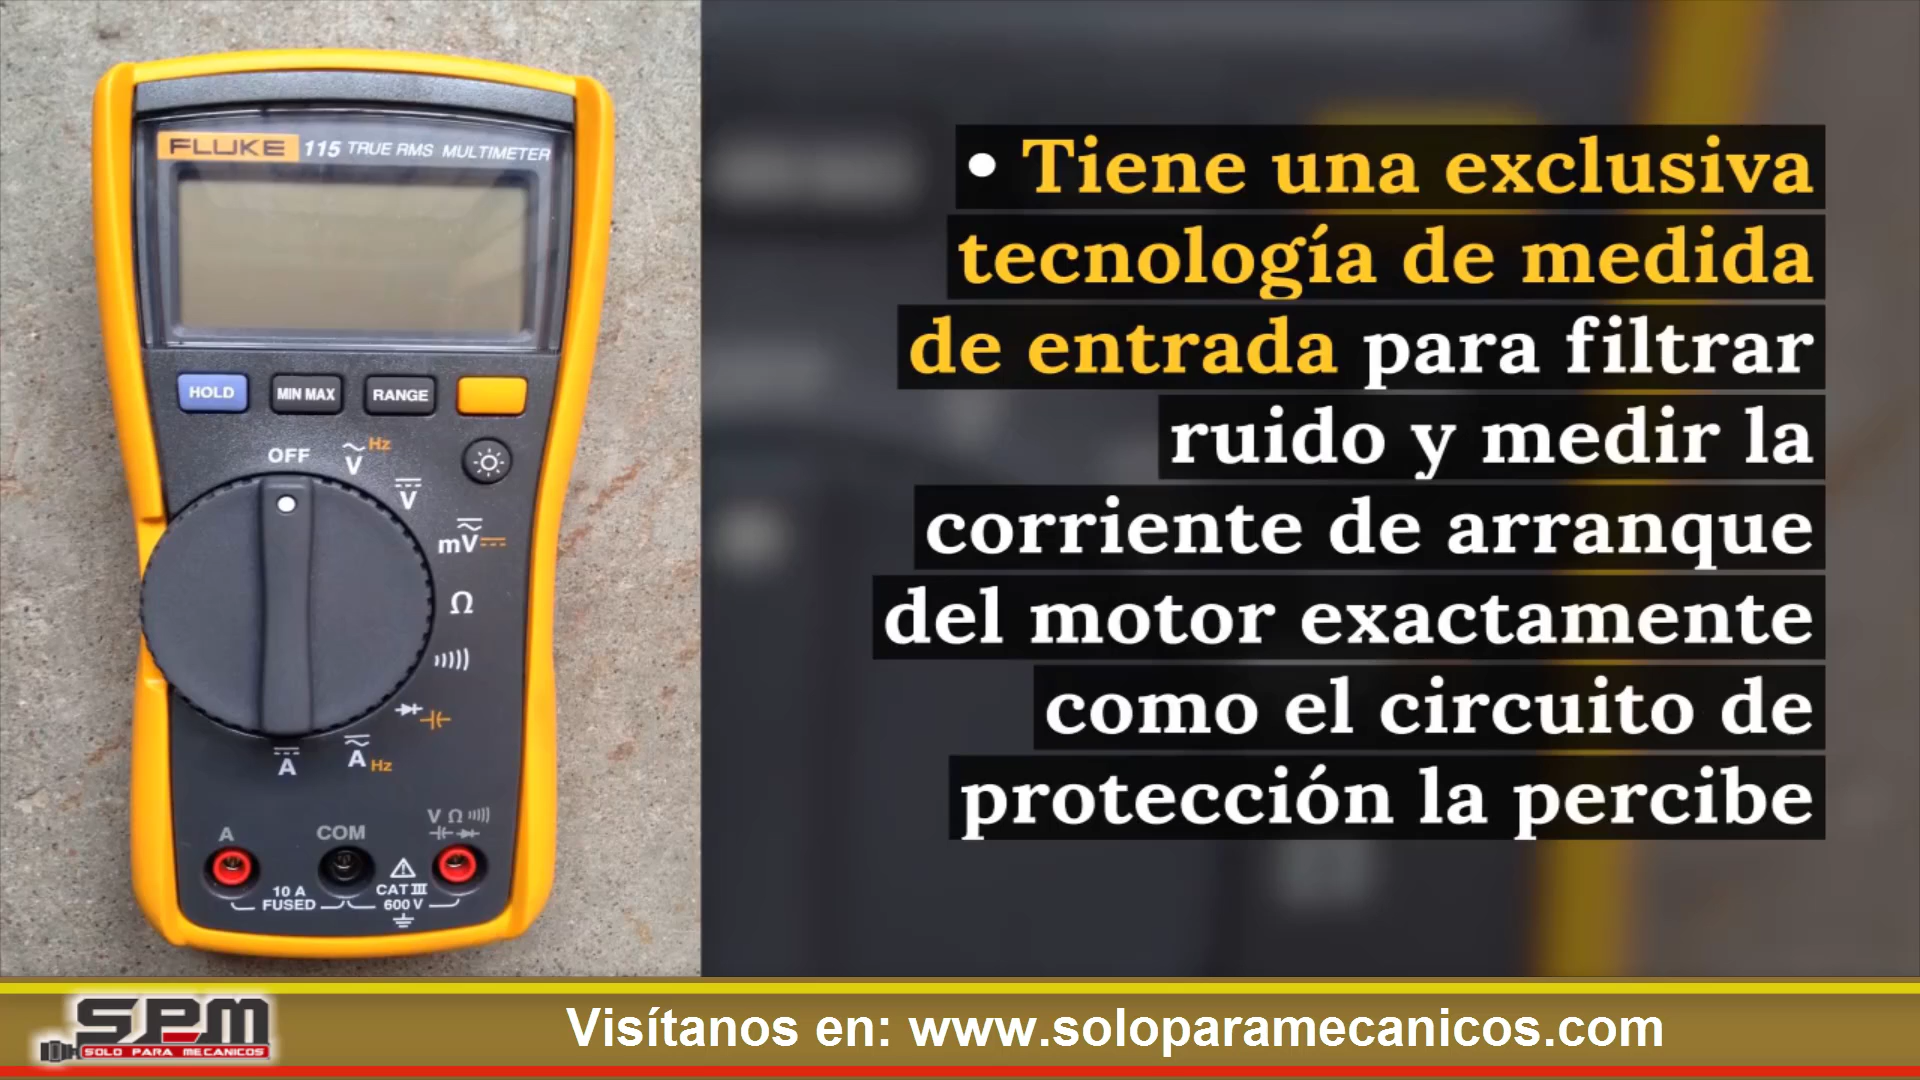 FLUKE 115 TRUE RMS MULTIMETER
HOLD
MIN MAX
RANGE
OFF
V Hz
V
mV
Ω
A
A Hz
A
COM
V Ω
10 A
FUSED
CAT III
600 V
• Tiene una exclusiva
tecnología de medida
de entrada para filtrar
ruido y medir la
corriente de arranque
del motor exactamente
como el circuito de
protección la percibe
SPM
SOLO PARA MECANICOS
Visítanos en: www.soloparamecanicos.com